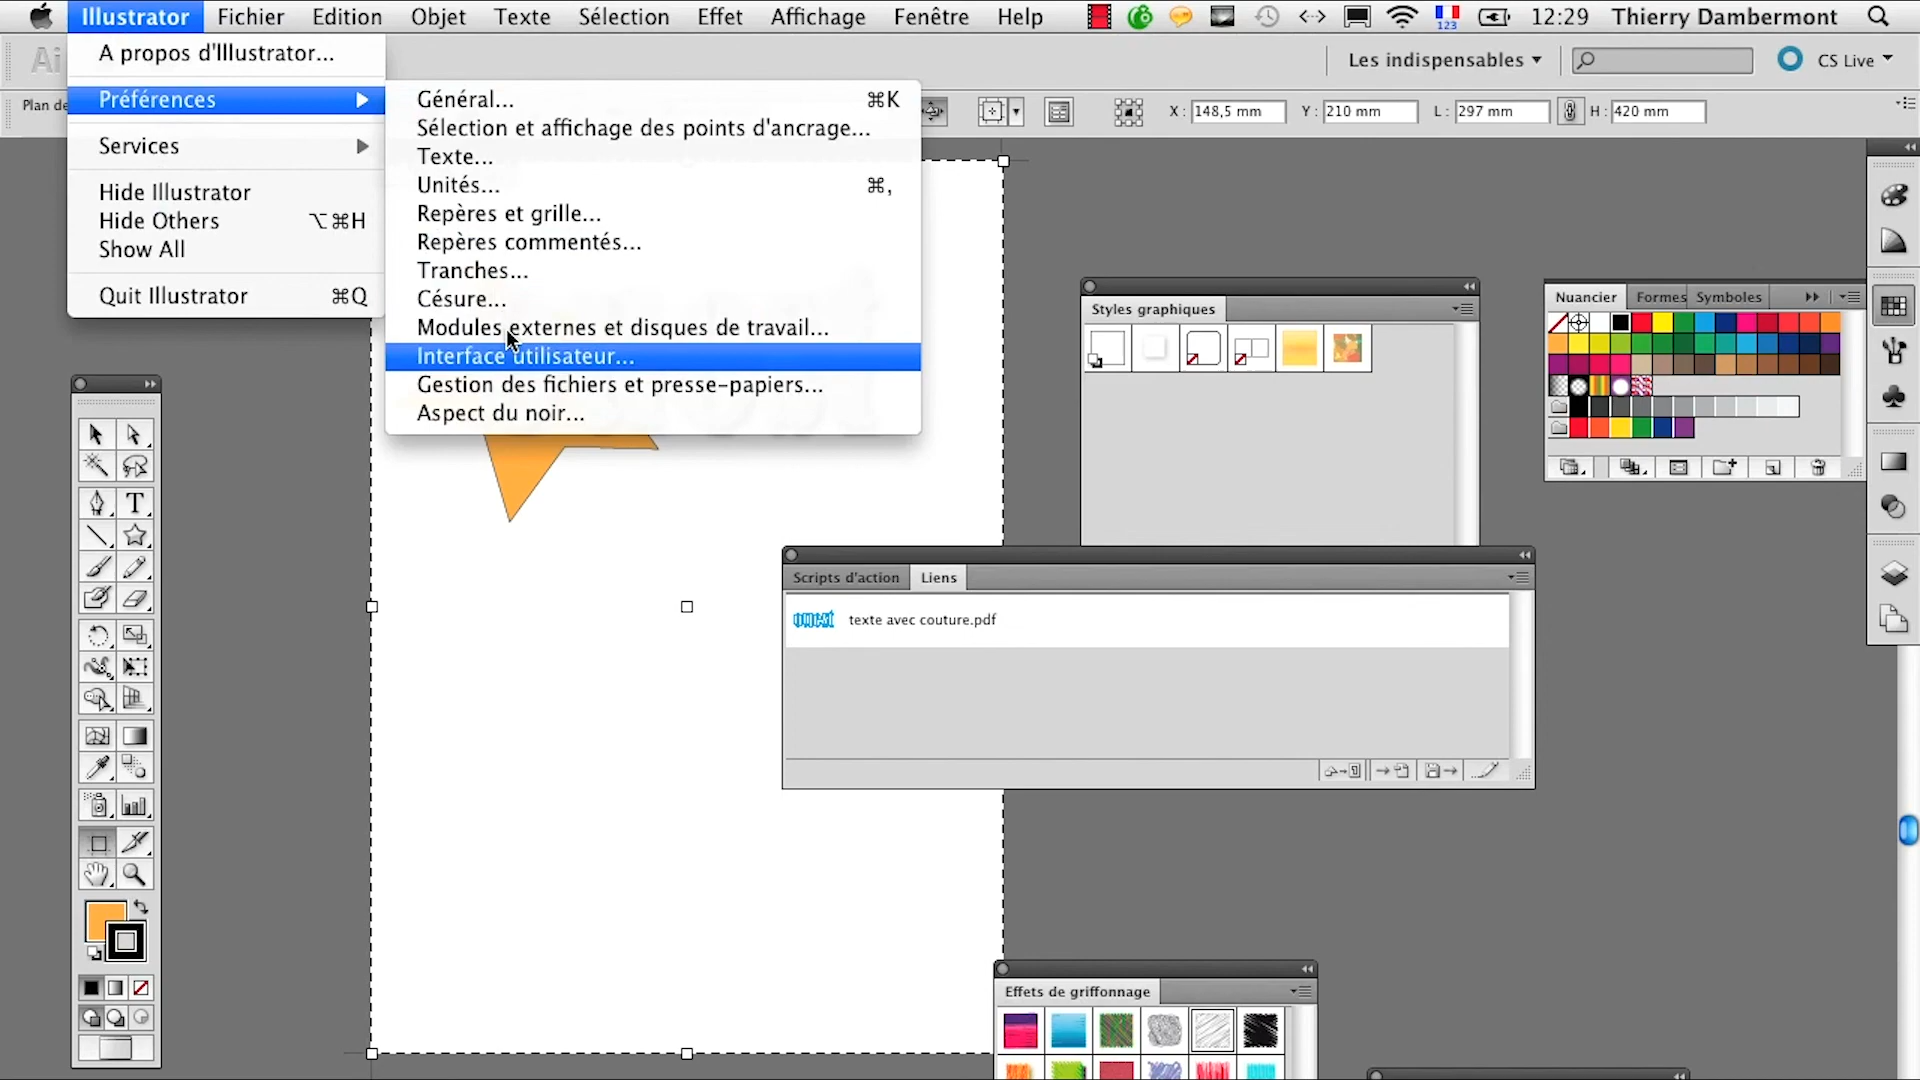 Illustrator Fichier Edition Objet Texte Sélection Effet Affichage Fenêtre Help 123 12:29 Thierry Dambermont
A propos d'Illustrator...
Préférences
Services
Hide Illustrator
Hide Others ⌥⌘H
Show All
Quit Illustrator ⌘Q
Général... ⌘K
Sélection et affichage des points d'ancrage...
Texte...
Unités... ⌘,
Repères et grille...
Repères commentés...
Tranches...
Césure...
Modules externes et disques de travail...
Interface utilisateur...
Gestion des fichiers et presse-papiers...
Aspect du noir...
Ai
Les indispensables
CS Live
Plan de
X : 148,5 mm Y : 210 mm L : 297 mm H : 420 mm
Styles graphiques
Nuancier Formes Symboles
Scripts d'action Liens
texte avec couture.pdf
T
Effets de griffonnage